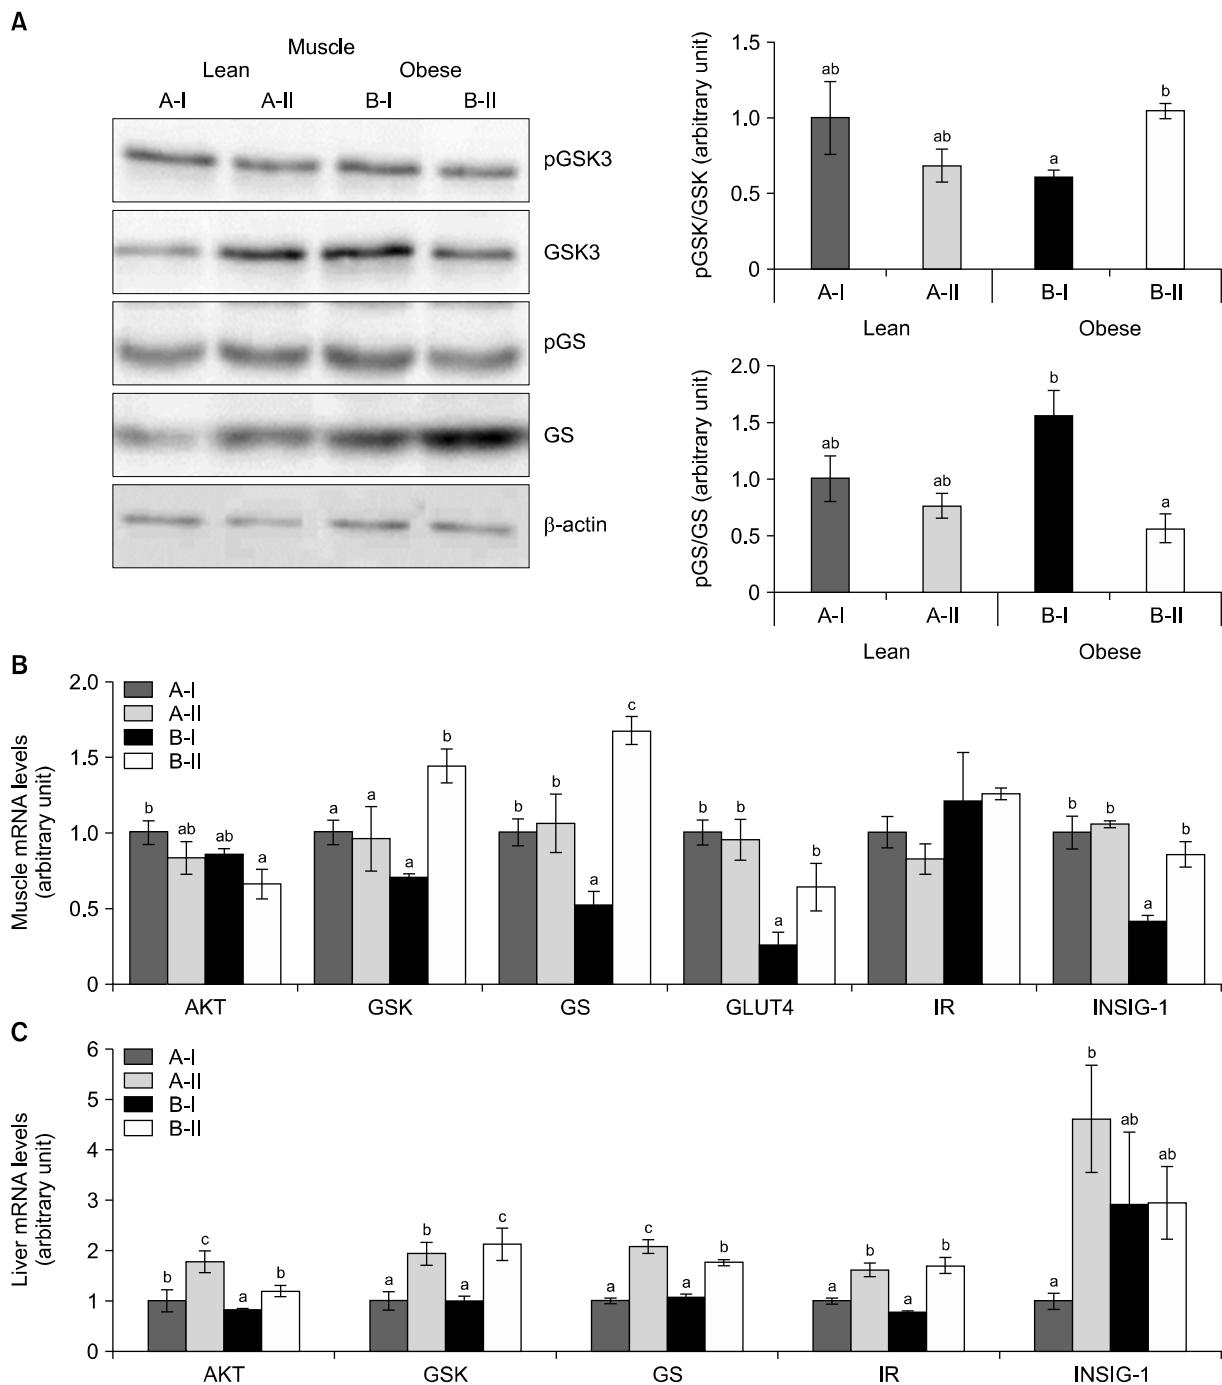 A
Muscle
Lean Obese
A-I A-II B-I B-II
pGSK3
GSK3
pGS
GS
β-actin
pGSK/GSK (arbitrary unit)
1.5
1.0
0.5
0
ab
ab
a
b
A-I A-II B-I B-II
Lean Obese
pGS/GS (arbitrary unit)
2.0
1.5
1.0
0.5
0
ab
ab
b
a
A-I A-II B-I B-II
Lean Obese
B
Muscle mRNA levels
(arbitrary unit)
2.0
1.5
1.0
0.5
0
A-I
A-II
B-I
B-II
b ab ab a
a a a b
b b a c
b b a b
b b a b
AKT GSK GS GLUT4 IR INSIG-1
C
Liver mRNA levels
(arbitrary unit)
6
5
4
3
2
1
0
A-I
A-II
B-I
B-II
b c a b
a b a c
a c a b
a b a b
a b ab ab
AKT GSK GS IR INSIG-1